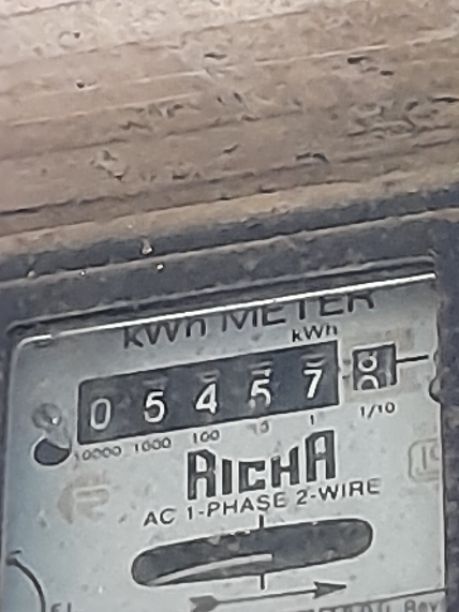 kWh METER
kWh
0 5 4 5 7 8
10000 1000 100 10 1 1/10
RICHA
AC 1-PHASE 2-WIRE